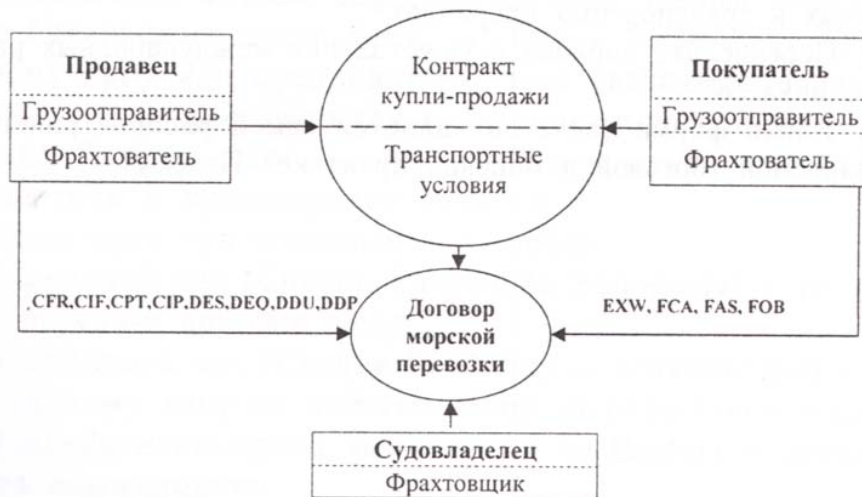 Продавец
Грузоотправитель
Фрахтователь
Контракт
купли-продажи
Транспортные
условия
Покупатель
Грузоотправитель
Фрахтователь
CFR,CIF,CPT,CIP,DES,DEQ,DDU,DDP
Договор
морской
перевозки
EXW, FCA, FAS, FOB
Судовладелец
Фрахтовщик